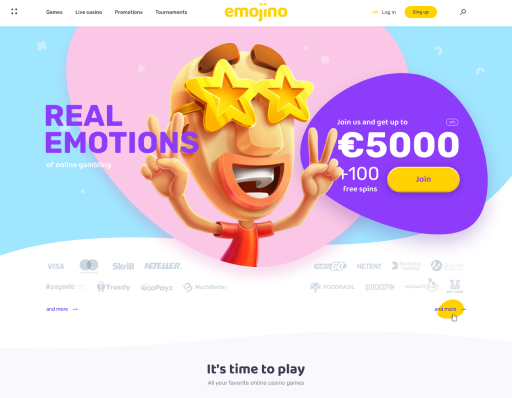 Games Live casino Promotions Tournaments
emojino
Log in
Sing up
REAL
EMOTIONS
of online gambling
Join us and get up to
€5000
+100
free spins
Join
VISA
Skrill
NETELLER
NETENT
Trustly
ecoPayz
MuchBetter
YGGDRASIL
QUICKSPIN
and more
and more
It's time to play
All your favorite online casino games